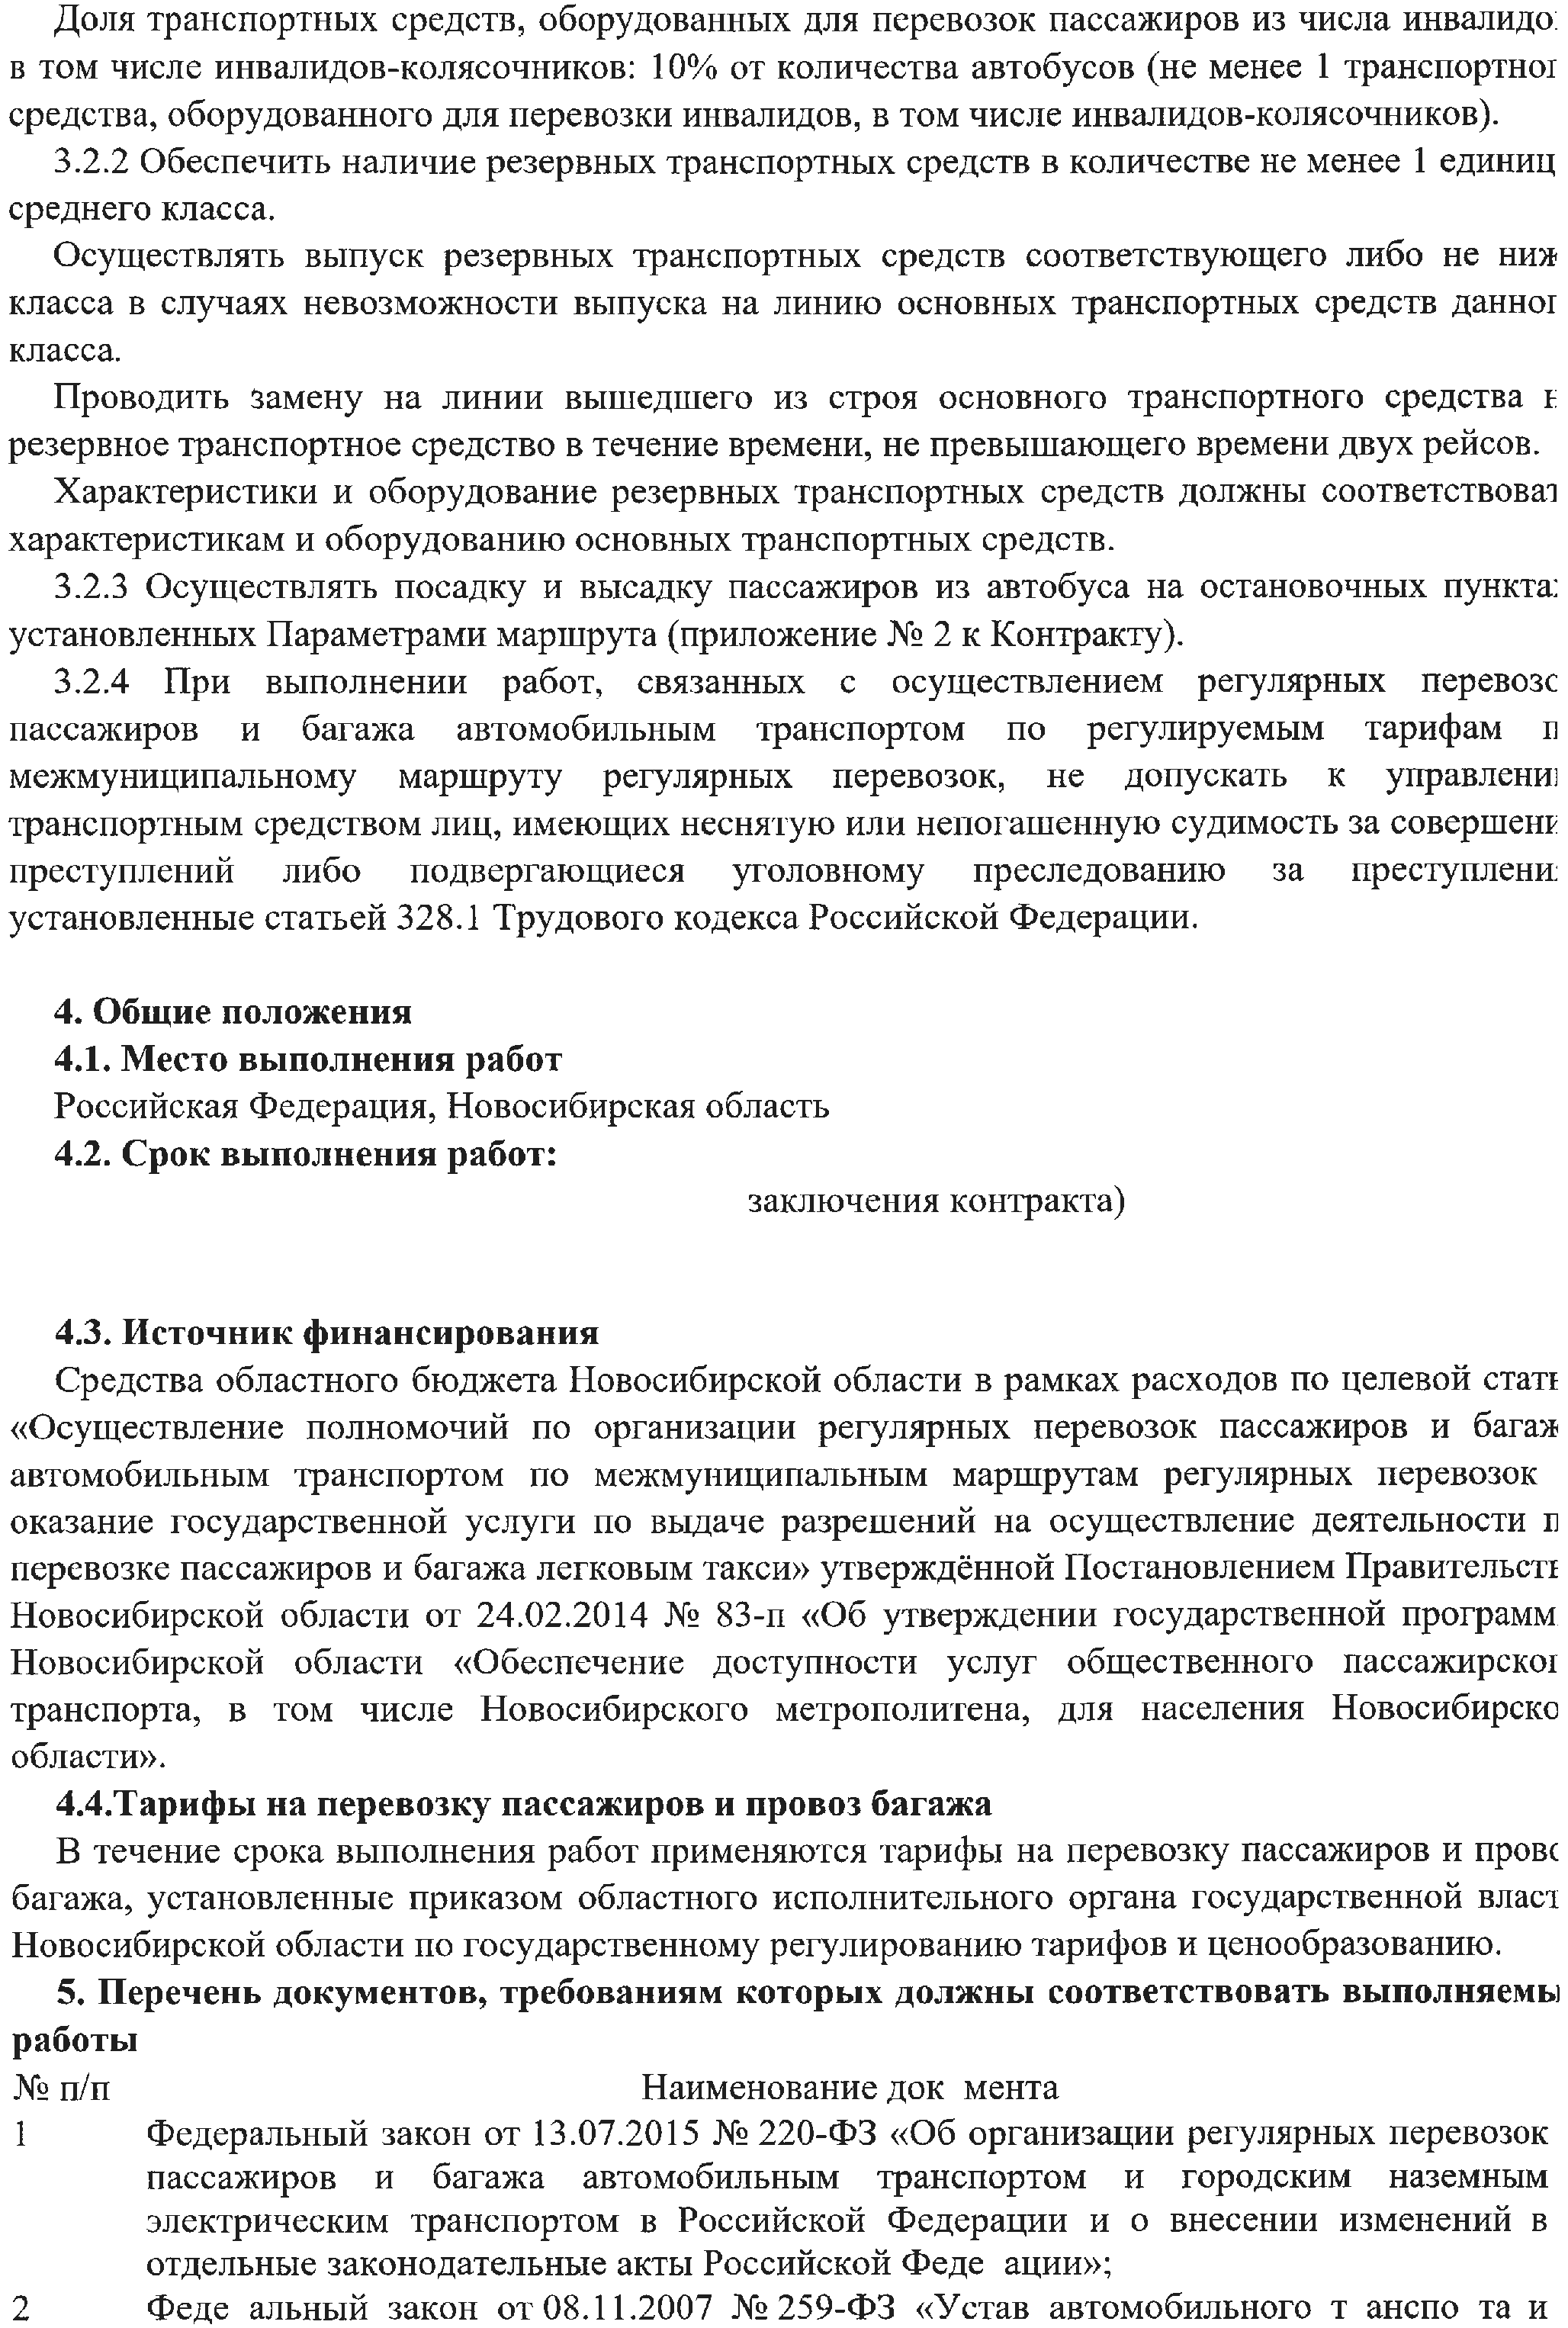 Доля транспортных средств, оборудованных для перевозок пассажиров из числа инвалидо
в том числе инвалидов-колясочников: 10% от количества автобусов (не менее 1 транспортног
средства, оборудованного для перевозки инвалидов, в том числе инвалидов-колясочников).
3.2.2 Обеспечить наличие резервных транспортных средств в количестве не менее 1 единиц
среднего класса.
Осуществлять выпуск резервных транспортных средств соответствующего либо не ниж
класса в случаях невозможности выпуска на линию основных транспортных средств данног
класса.
Проводить замену на линии вышедшего из строя основного транспортного средства н
резервное транспортное средство в течение времени, не превышающего времени двух рейсов.
Характеристики и оборудование резервных транспортных средств должны соответствоват
характеристикам и оборудованию основных транспортных средств.
3.2.3 Осуществлять посадку и высадку пассажиров из автобуса на остановочных пункта
установленных Параметрами маршрута (приложение № 2 к Контракту).
3.2.4 При выполнении работ, связанных с осуществлением регулярных перевозо
пассажиров и багажа автомобильным транспортом по регулируемым тарифам п
межмуниципальному маршруту регулярных перевозок, не допускать к управлени
транспортным средством лиц, имеющих неснятую или непогашенную судимость за совершени
преступлений либо подвергающиеся уголовному преследованию за преступлени
установленные статьей 328.1 Трудового кодекса Российской Федерации.
4. Общие положения
4.1. Место выполнения работ
Российская Федерация, Новосибирская область
4.2. Срок выполнения работ:
заключения контракта)
4.3. Источник финансирования
Средства областного бюджета Новосибирской области в рамках расходов по целевой стать
«Осуществление полномочий по организации регулярных перевозок пассажиров и багаж
автомобильным транспортом по межмуниципальным маршрутам регулярных перевозок
оказание государственной услуги по выдаче разрешений на осуществление деятельности п
перевозке пассажиров и багажа легковым такси» утверждённой Постановлением Правительств
Новосибирской области от 24.02.2014 № 83-п «Об утверждении государственной программ
Новосибирской области «Обеспечение доступности услуг общественного пассажирског
транспорта, в том числе Новосибирского метрополитена, для населения Новосибирско
области».
4.4.Тарифы на перевозку пассажиров и провоз багажа
В течение срока выполнения работ применяются тарифы на перевозку пассажиров и прово
багажа, установленные приказом областного исполнительного органа государственной власт
Новосибирской области по государственному регулированию тарифов и ценообразованию.
5. Перечень документов, требованиям которых должны соответствовать выполняемы
работы
№ п/п Наименование док мента
1 Федеральный закон от 13.07.2015 № 220-ФЗ «Об организации регулярных перевозок
пассажиров и багажа автомобильным транспортом и городским наземным
электрическим транспортом в Российской Федерации и о внесении изменений в
отдельные законодательные акты Российской Феде ации»;
2 Феде альный закон от 08.11.2007 № 259-ФЗ «Устав автомобильного т анспо та и